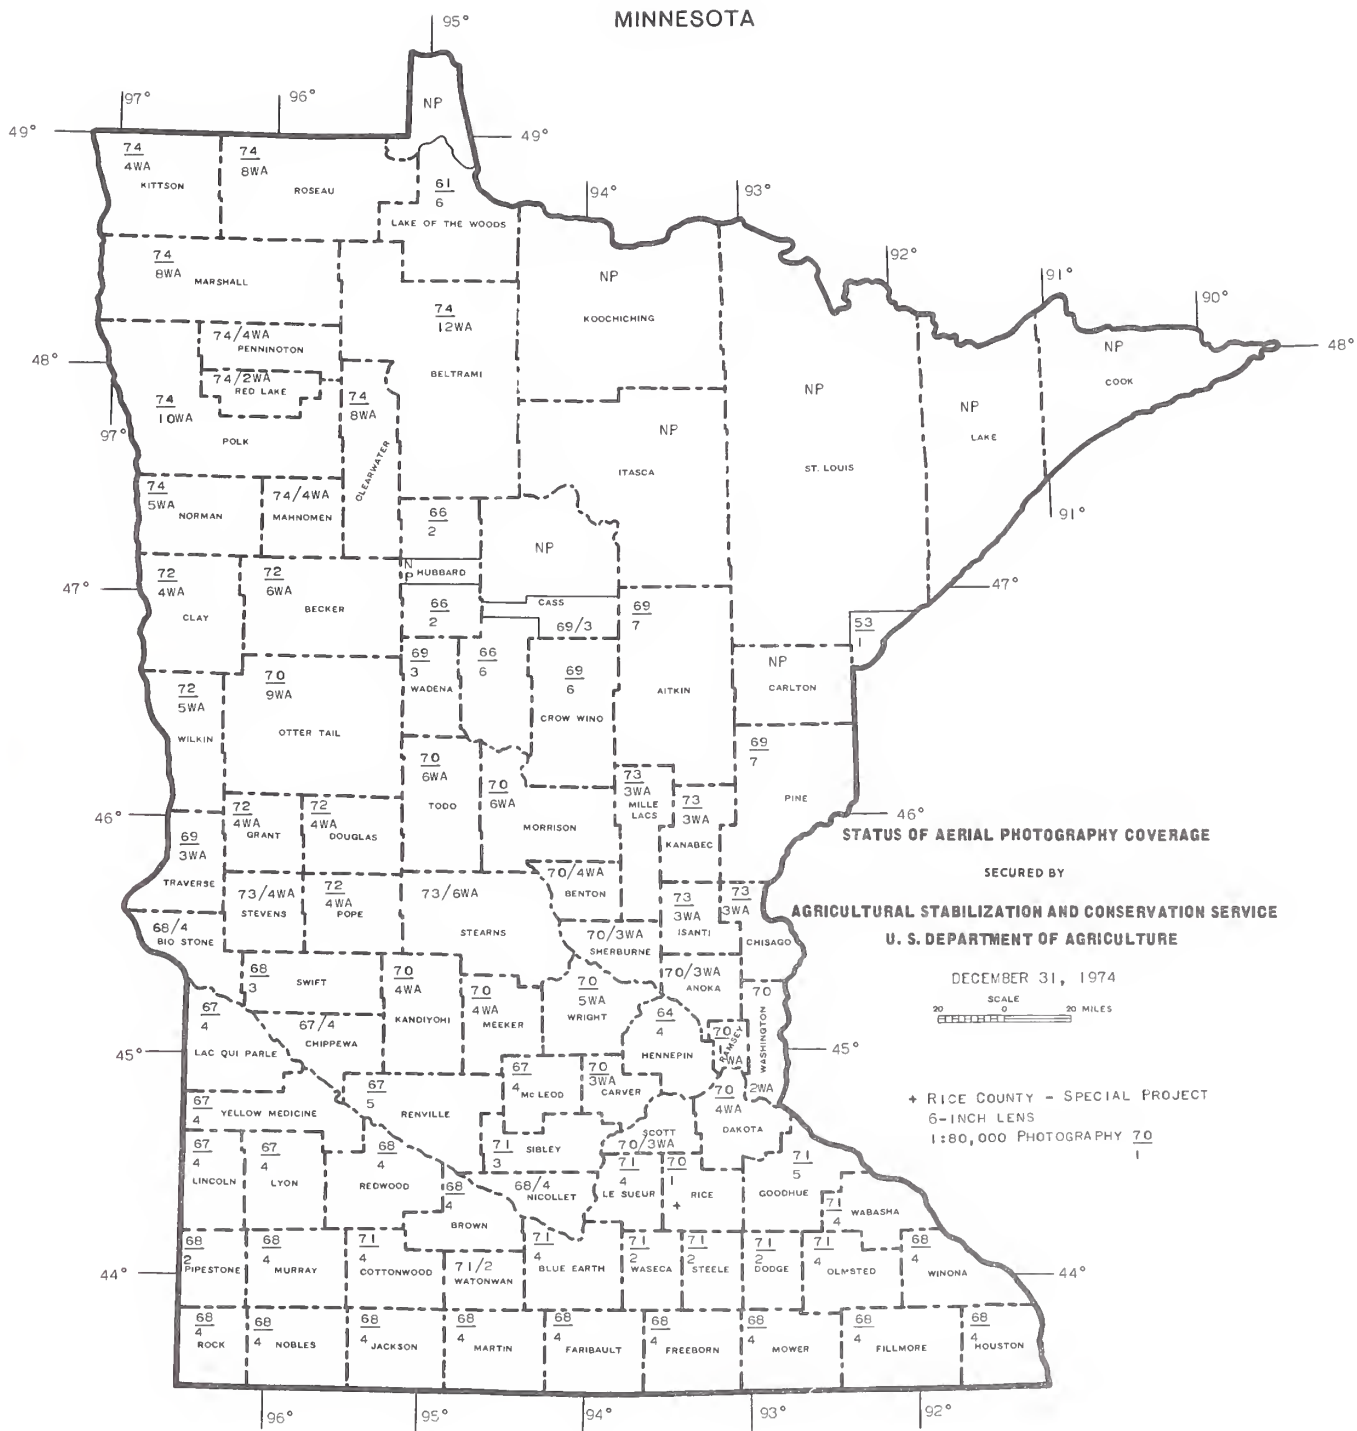 MINNESOTA
95°
97°
96°
NP
49°
49°
74
4WA
KITTSON
74
8WA
ROSEAU
61
6
LAKE OF THE WOODS
94°
93°
74
8WA
MARSHALL
NP
KOOCHICHING
92°
91°
90°
74
12WA
BELTRAMI
74/4WA
PENNINOTON
48°
NP
COOK
48°
74/2WA
RED LAKE
74
8WA
CLEARWATER
NP
ST. LOUIS
NP
LAKE
74
10WA
POLK
97°
NP
ITASCA
74
5WA
NORMAN
74/4WA
MAHNOMEN
66
2
91°
NP
NP
HUBBARD
47°
47°
72
4WA
CLAY
72
6WA
BECKER
66
2
CASS
69/3
69
7
AITKIN
53
1
69
3
WADENA
66
6
69
6
CROW WINO
NP
CARLTON
72
5WA
WILKIN
70
9WA
OTTER TAIL
69
7
PINE
70
6WA
TODO
70
6WA
MORRISON
73
3WA
MILLE
LACS
73
3WA
KANABEC
46°
46°
72
4WA
GRANT
72
4WA
DOUGLAS
69
3WA
TRAVERSE
STATUS OF AERIAL PHOTOGRAPHY COVERAGE
SECURED BY
AGRICULTURAL STABILIZATION AND CONSERVATION SERVICE
U. S. DEPARTMENT OF AGRICULTURE
DECEMBER 31, 1974
SCALE
20 0 20 MILES
73/4WA
STEVENS
72
4WA
POPE
73/6WA
STEARNS
70/4WA
BENTON
73
3WA
ISANTI
73
3WA
CHISAGO
68/4
BIO STONE
70/3WA
SHERBURNE
68
3
SWIFT
70
4WA
KANDIYOHI
70
4WA
MEEKER
70
5WA
WRIGHT
70/3WA
ANOKA
70
WASHINGTON
2WA
67
4
LAC QUI PARLE
67/4
CHIPPEWA
64
4
HENNEPIN
70
1WA
RAMSEY
45°
45°
67
5
RENVILLE
67
4
MC LEOD
70
3WA
CARVER
70
4WA
DAKOTA
67
4
YELLOW MEDICINE
+ RICE COUNTY - SPECIAL PROJECT
6-INCH LENS
1:80,000 PHOTOGRAPHY 70
1
67
4
LINCOLN
67
4
LYON
68
4
REDWOOD
71
3
SIBLEY
SCOTT
70/3WA
68
4
BROWN
68/4
NICOLLET
71
4
LE SUEUR
70
1
RICE
+
71
5
GOODHUE
71
4
WABASHA
68
2
PIPESTONE
68
4
MURRAY
71
4
COTTONWOOD
71/2
WATONWAN
71
4
BLUE EARTH
71
2
WASECA
71
2
STEELE
71
2
DODGE
71
4
OLMSTED
68
4
WINONA
44°
44°
68
4
ROCK
68
4
NOBLES
68
4
JACKSON
68
4
MARTIN
68
4
FARIBAULT
68
4
FREEBORN
68
4
MOWER
68
4
FILLMORE
68
4
HOUSTON
96°
95°
94°
93°
92°